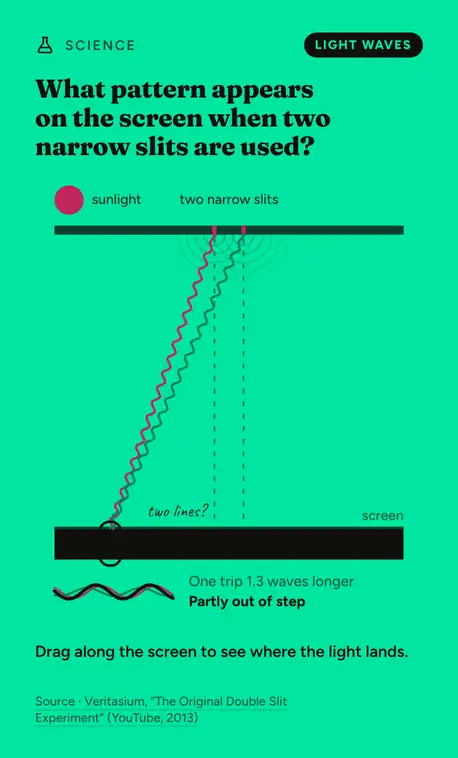 SCIENCE
LIGHT WAVES
What pattern appears
on the screen when two
narrow slits are used?
sunlight
two narrow slits
two lines?
screen
One trip 1.3 waves longer
Partly out of step
Drag along the screen to see where the light lands.
Source · Veritasium, “The Original Double Slit
Experiment” (YouTube, 2013)